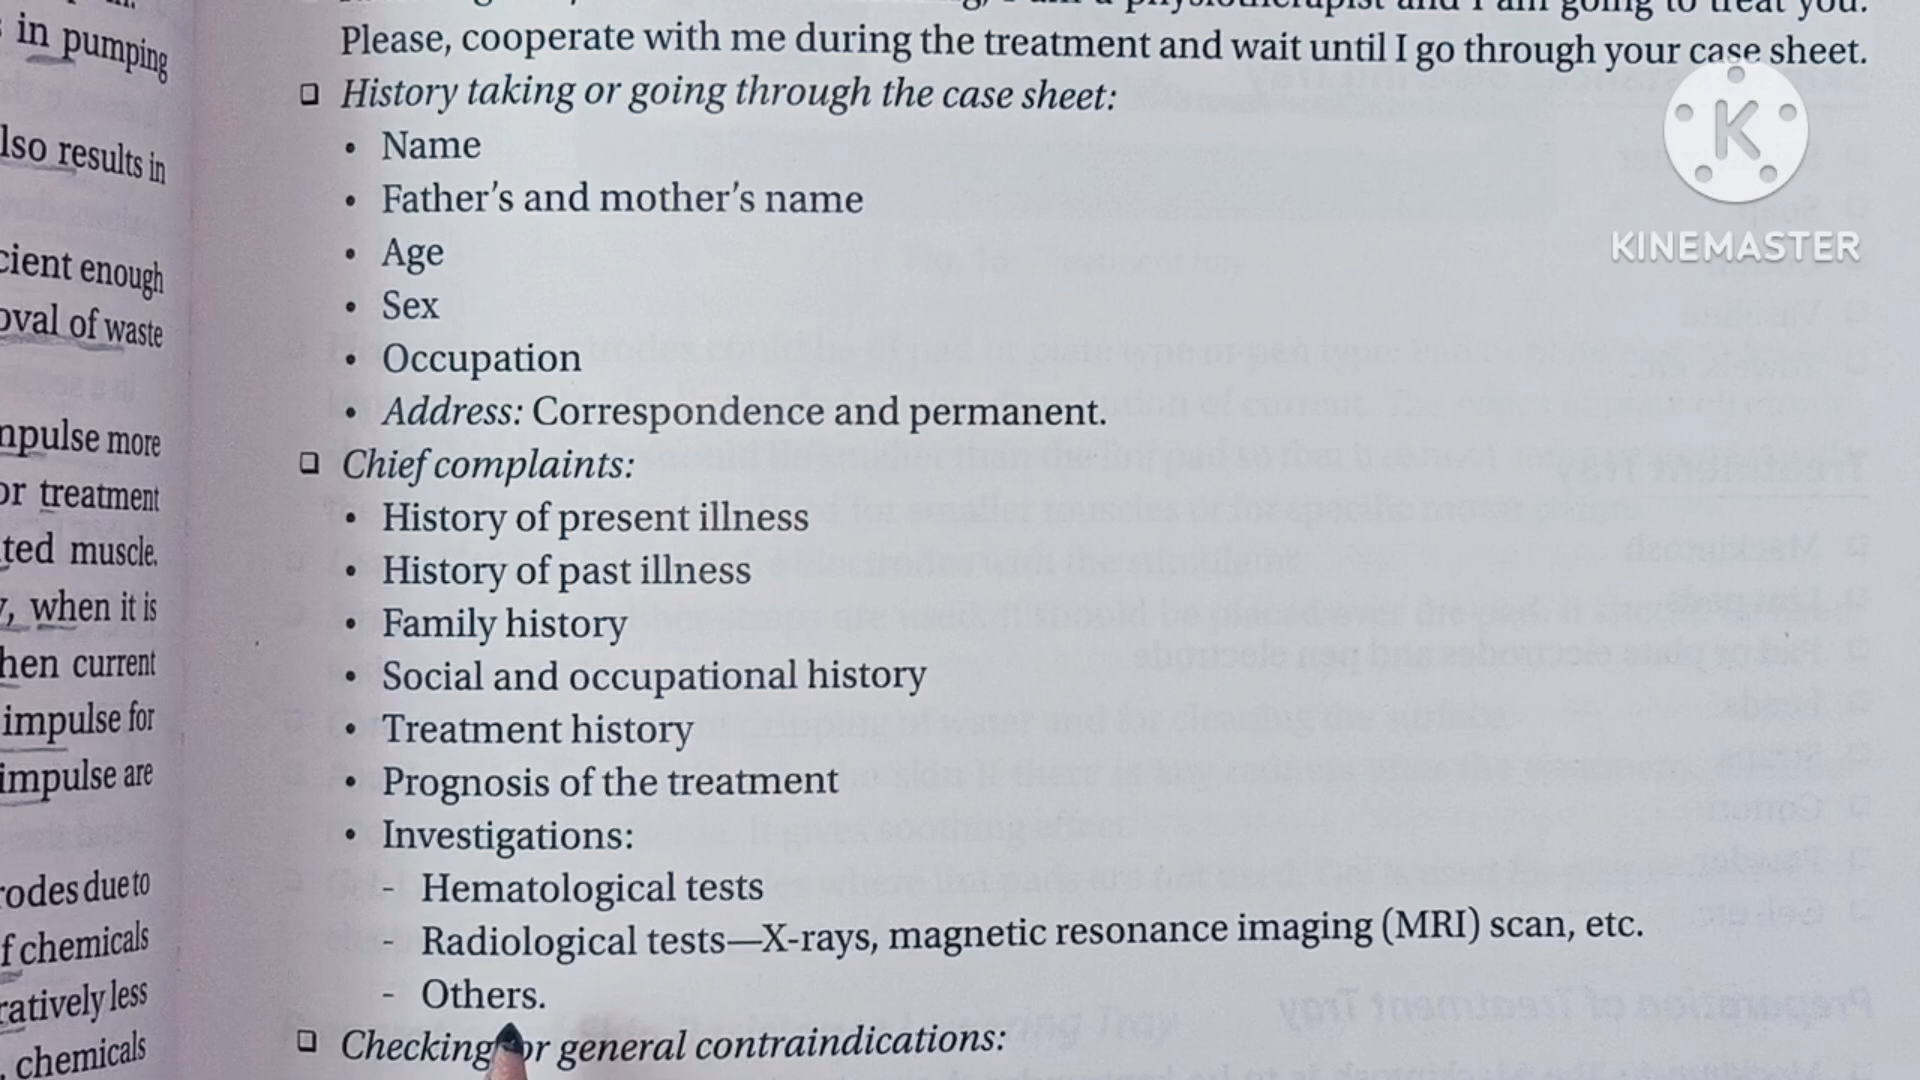 in pumping
lso results in
cient enough
oval of waste
npulse more
or treatment
ted muscle.
, when it is
hen current
impulse for
impulse are
rodes due to
f chemicals
ratively less
chemicals
Please, cooperate with me during the treatment and wait until I go through your case sheet.
❑ History taking or going through the case sheet:
• Name
• Father's and mother's name
• Age
• Sex
• Occupation
• Address: Correspondence and permanent.
❑ Chief complaints:
• History of present illness
• History of past illness
• Family history
• Social and occupational history
• Treatment history
• Prognosis of the treatment
• Investigations:
- Hematological tests
- Radiological tests—X-rays, magnetic resonance imaging (MRI) scan, etc.
- Others.
❑ Checking for general contraindications:
K
KINEMASTER